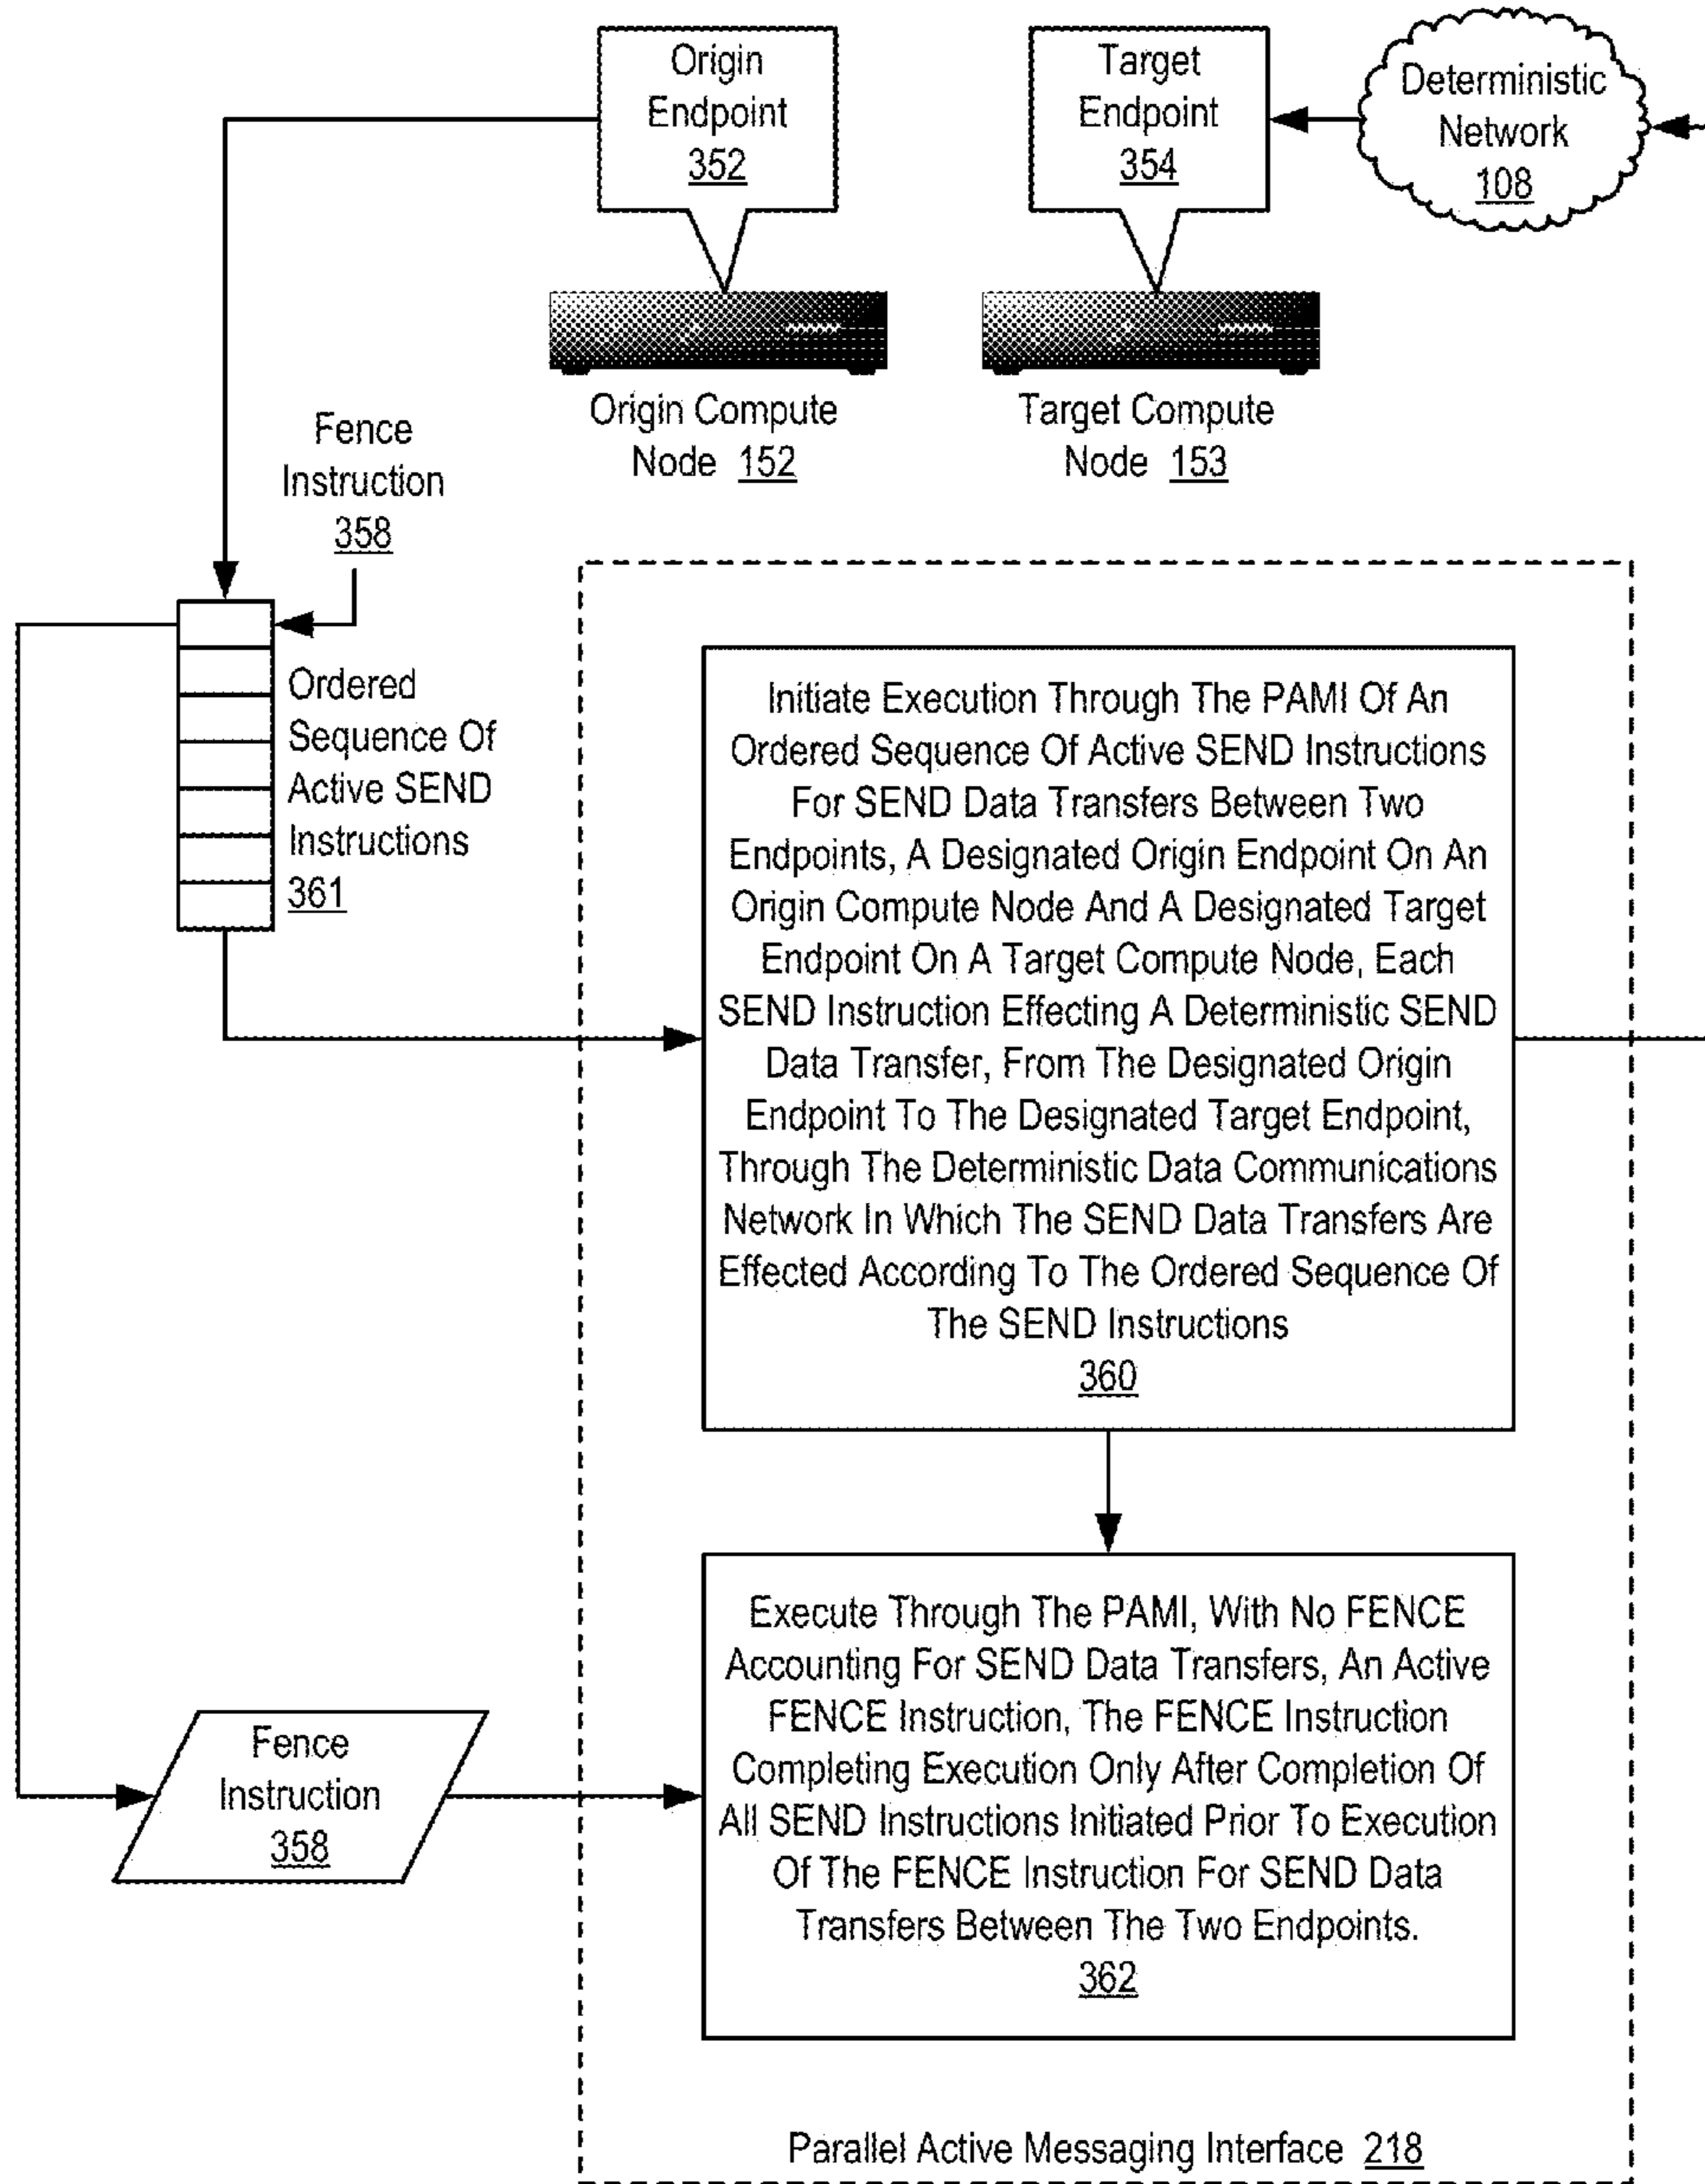 Origin
Endpoint
352
Target
Endpoint
354
Deterministic
Network
108
Origin Compute
Node 152
Target Compute
Node 153
Fence
Instruction
358
Ordered
Sequence Of
Active SEND
Instructions
361
Initiate Execution Through The PAMI Of An
Ordered Sequence Of Active SEND Instructions
For SEND Data Transfers Between Two
Endpoints, A Designated Origin Endpoint On An
Origin Compute Node And A Designated Target
Endpoint On A Target Compute Node, Each
SEND Instruction Effecting A Deterministic SEND
Data Transfer, From The Designated Origin
Endpoint To The Designated Target Endpoint,
Through The Deterministic Data Communications
Network In Which The SEND Data Transfers Are
Effected According To The Ordered Sequence Of
The SEND Instructions
360
Execute Through The PAMI, With No FENCE
Accounting For SEND Data Transfers, An Active
FENCE Instruction, The FENCE Instruction
Completing Execution Only After Completion Of
All SEND Instructions Initiated Prior To Execution
Of The FENCE Instruction For SEND Data
Transfers Between The Two Endpoints.
362
Fence
Instruction
358
Parallel Active Messaging Interface 218